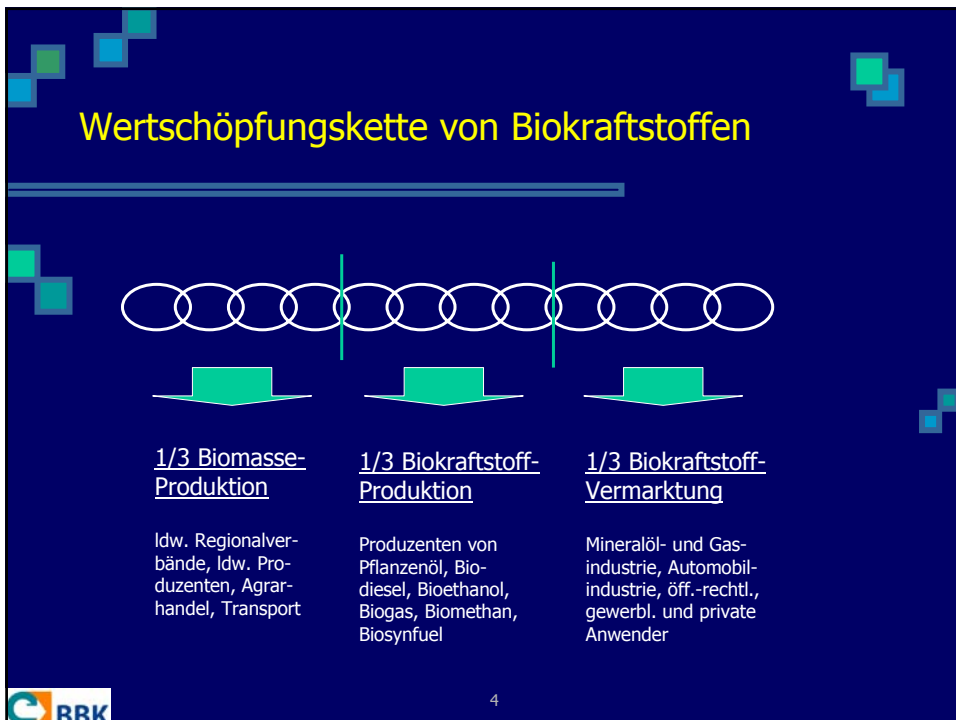 Wertschöpfungskette von Biokraftstoffen
1/3 Biomasse-
Produktion
ldw. Regionalver-
bände, ldw. Pro-
duzenten, Agrar-
handel, Transport
1/3 Biokraftstoff-
Produktion
Produzenten von
Pflanzenöl, Bio-
diesel, Bioethanol,
Biogas, Biomethan,
Biosynfuel
1/3 Biokraftstoff-
Vermarktung
Mineralöl- und Gas-
industrie, Automobil-
industrie, öff.-rechtl.,
gewerbl. und private
Anwender
BBK
4